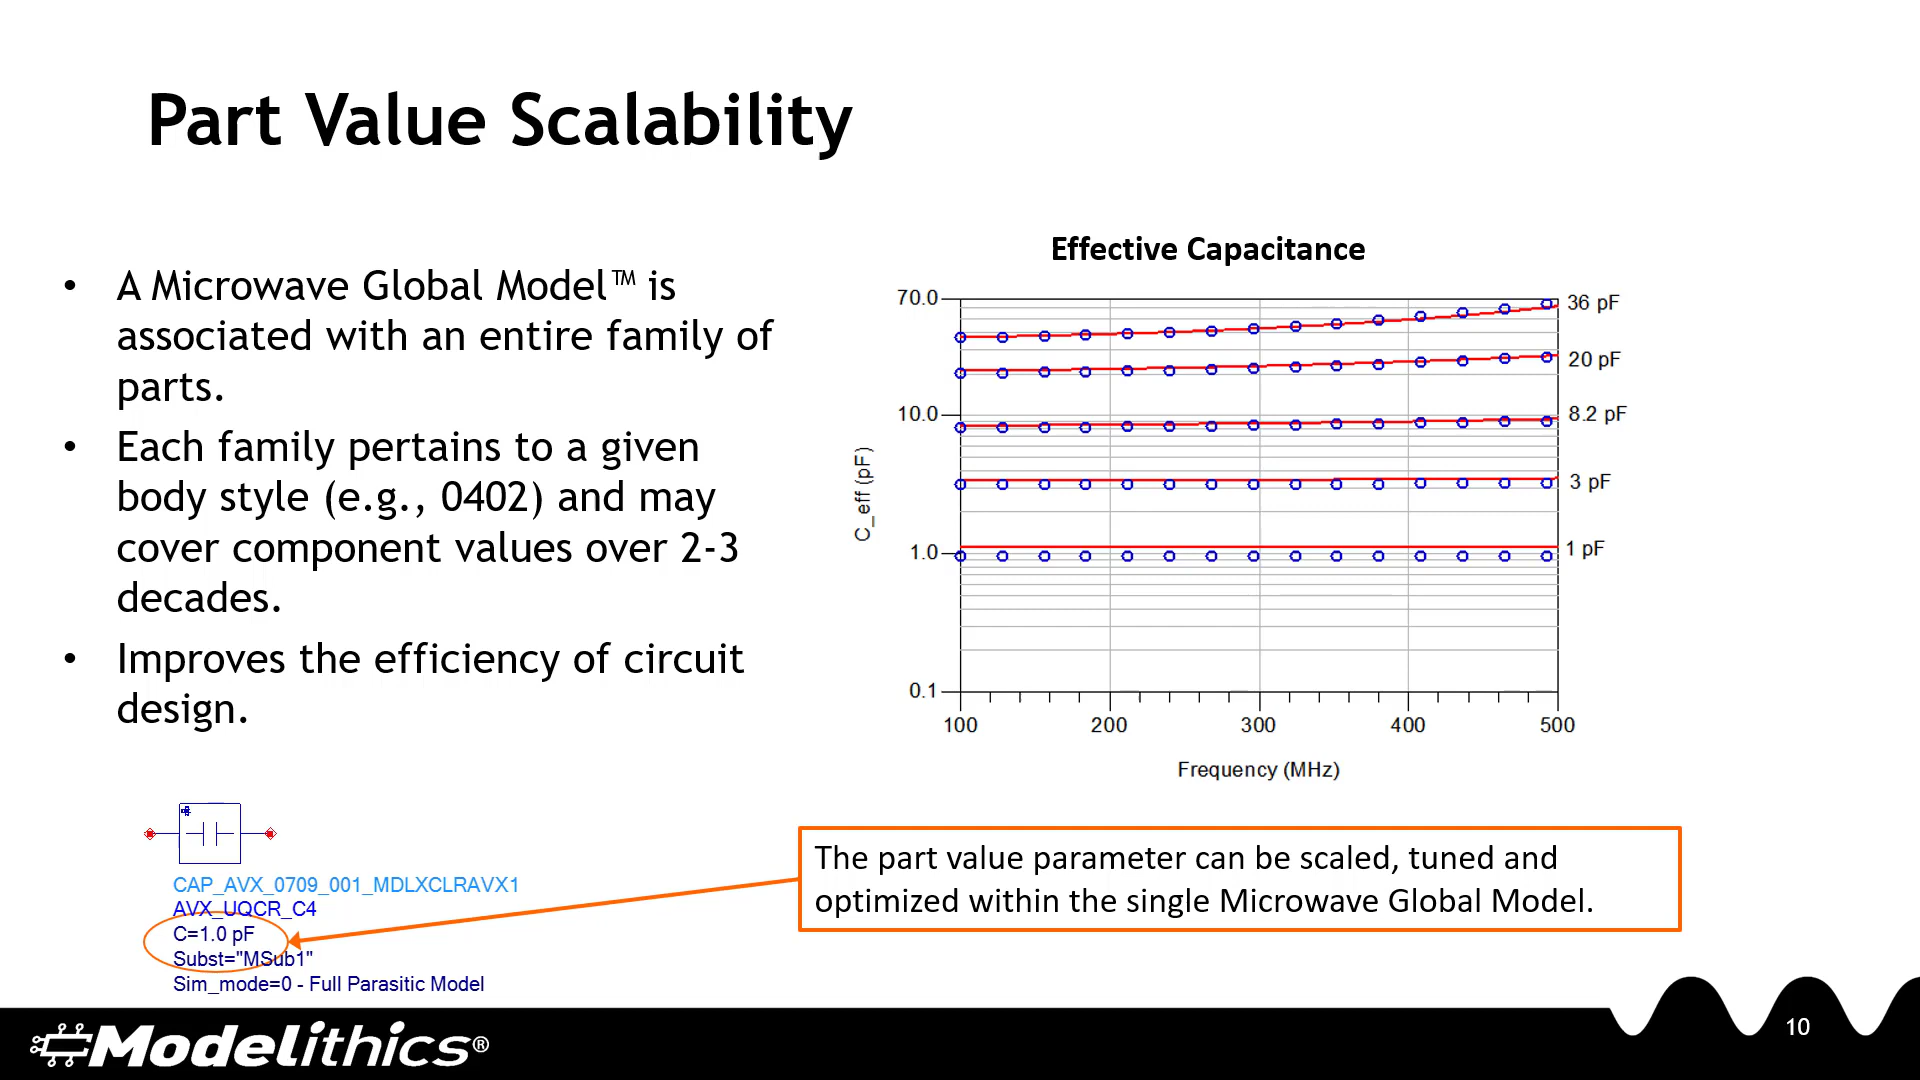 Part Value Scalability
• A Microwave Global Model™ is
associated with an entire family of
parts.
• Each family pertains to a given
body style (e.g., 0402) and may
cover component values over 2-3
decades.
• Improves the efficiency of circuit
design.
Effective Capacitance
70.0
10.0
1.0
0.1
C_eff (pF)
36 pF
20 pF
8.2 pF
3 pF
1 pF
100 200 300 400 500
Frequency (MHz)
CAP_AVX_0709_001_MDLXCLRAVX1
AVX_UQCR_C4
C=1.0 pF
Subst="MSub1"
Sim_mode=0 - Full Parasitic Model
The part value parameter can be scaled, tuned and
optimized within the single Microwave Global Model.
Modelithics®
10